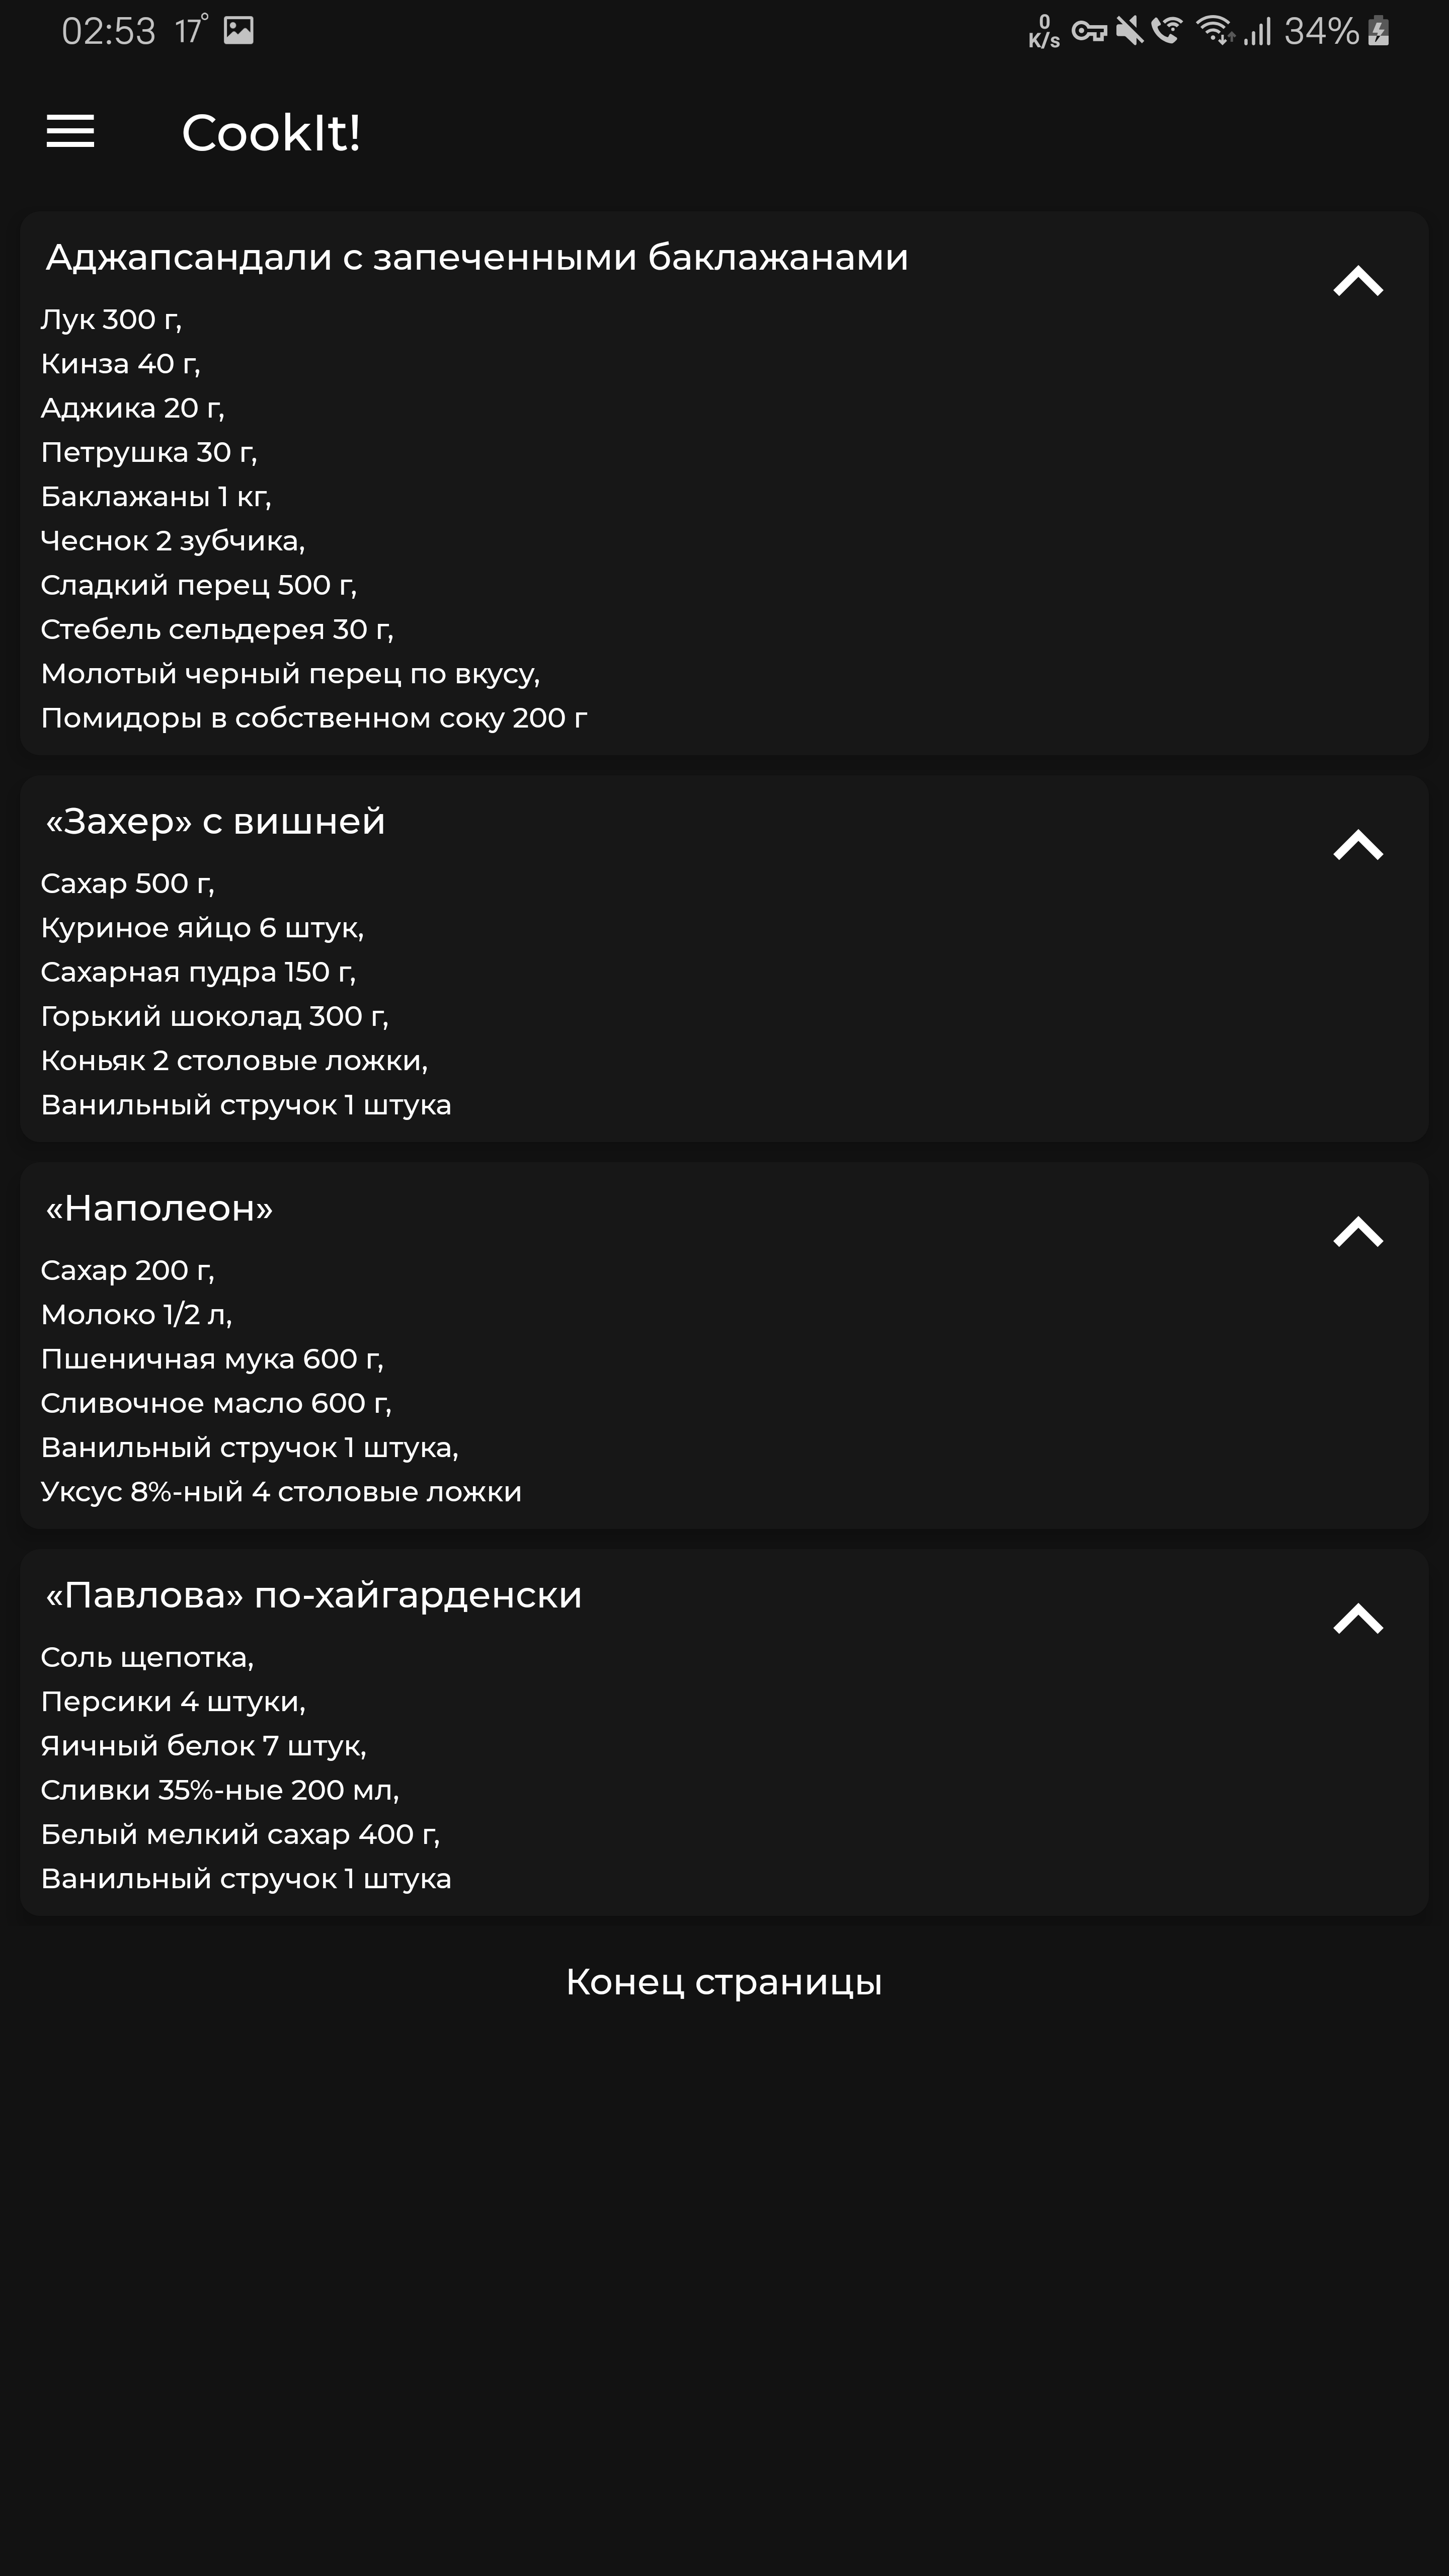 02:53 17° 0 K/s 34%
CookIt!
Аджапсандали с запеченными баклажанами
Лук 300 г,
Кинза 40 г,
Аджика 20 г,
Петрушка 30 г,
Баклажаны 1 кг,
Чеснок 2 зубчика,
Сладкий перец 500 г,
Стебель сельдерея 30 г,
Молотый черный перец по вкусу,
Помидоры в собственном соку 200 г
«Захер» с вишней
Сахар 500 г,
Куриное яйцо 6 штук,
Сахарная пудра 150 г,
Горький шоколад 300 г,
Коньяк 2 столовые ложки,
Ванильный стручок 1 штука
«Наполеон»
Сахар 200 г,
Молоко 1/2 л,
Пшеничная мука 600 г,
Сливочное масло 600 г,
Ванильный стручок 1 штука,
Уксус 8%-ный 4 столовые ложки
«Павлова» по-хайгарденски
Соль щепотка,
Персики 4 штуки,
Яичный белок 7 штук,
Сливки 35%-ные 200 мл,
Белый мелкий сахар 400 г,
Ванильный стручок 1 штука
Конец страницы